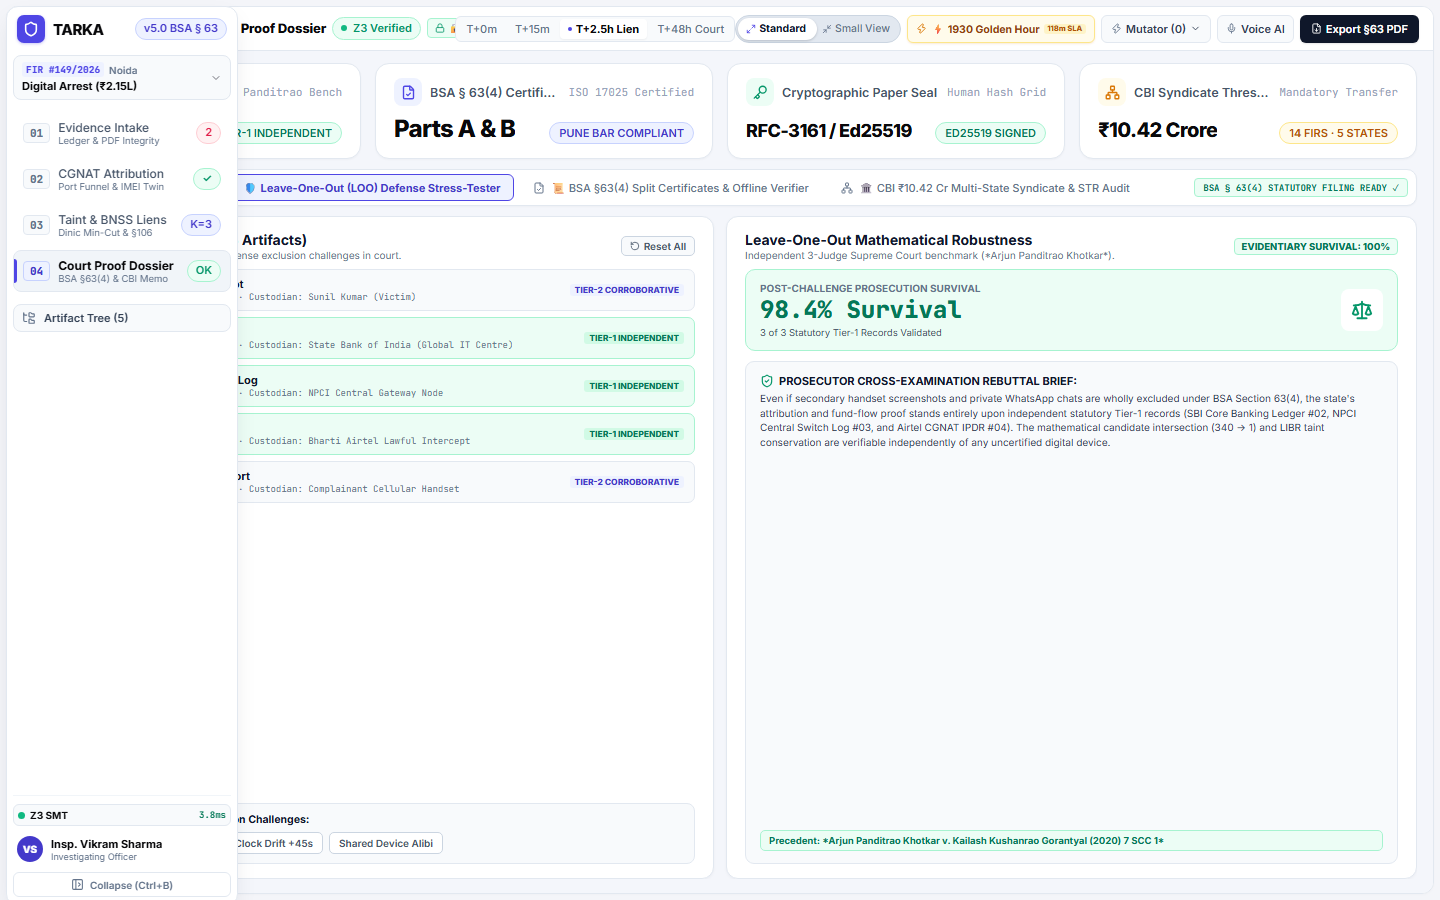 TARKA
v5.0 BSA § 63
FIR #149/2026 Noida
Digital Arrest (₹2.15L)
01 Evidence Intake 2
Ledger & PDF Integrity
02 CGNAT Attribution ✓
Port Funnel & IMEI Twin
03 Taint & BNSS Liens K=3
Dinic Min-Cut & §106
04 Court Proof Dossier OK
BSA §63(4) & CBI Memo
Artifact Tree (5)
Z3 SMT 3.8ms
VS Insp. Vikram Sharma
Investigating Officer
Collapse (Ctrl+B)
Proof Dossier
Z3 Verified
T+0m
T+15m
• T+2.5h Lien
T+48h Court
Standard
Small View
1930 Golden Hour 118m SLA
Mutator (0)
Voice AI
Export §63 PDF
Panditrao Bench
R-1 INDEPENDENT
BSA § 63(4) Certifi... ISO 17025 Certified
Parts A & B PUNE BAR COMPLIANT
Cryptographic Paper Seal Human Hash Grid
RFC-3161 / Ed25519 ED25519 SIGNED
CBI Syndicate Thres... Mandatory Transfer
₹10.42 Crore 14 FIRS · 5 STATES
Leave-One-Out (LOO) Defense Stress-Tester
BSA §63(4) Split Certificates & Offline Verifier
CBI ₹10.42 Cr Multi-State Syndicate & STR Audit
BSA § 63(4) STATUTORY FILING READY ✓
Artifacts)
ense exclusion challenges in court.
Reset All
ot
· Custodian: Sunil Kumar (Victim)
TIER-2 CORROBORATIVE
· Custodian: State Bank of India (Global IT Centre)
TIER-1 INDEPENDENT
Log
· Custodian: NPCI Central Gateway Node
TIER-1 INDEPENDENT
· Custodian: Bharti Airtel Lawful Intercept
TIER-1 INDEPENDENT
ort
· Custodian: Complainant Cellular Handset
TIER-2 CORROBORATIVE
n Challenges:
Clock Drift +45s
Shared Device Alibi
Leave-One-Out Mathematical Robustness
Independent 3-Judge Supreme Court benchmark (*Arjun Panditrao Khotkar*).
EVIDENTIARY SURVIVAL: 100%
POST-CHALLENGE PROSECUTION SURVIVAL
98.4% Survival
3 of 3 Statutory Tier-1 Records Validated
PROSECUTOR CROSS-EXAMINATION REBUTTAL BRIEF:
Even if secondary handset screenshots and private WhatsApp chats are wholly excluded under BSA Section 63(4), the state's
attribution and fund-flow proof stands entirely upon independent statutory Tier-1 records (SBI Core Banking Ledger #02, NPCI
Central Switch Log #03, and Airtel CGNAT IPDR #04). The mathematical candidate intersection (340 → 1) and LIBR taint
conservation are verifiable independently of any uncertified digital device.
Precedent: *Arjun Panditrao Khotkar v. Kailash Kushanrao Gorantyal (2020) 7 SCC 1*